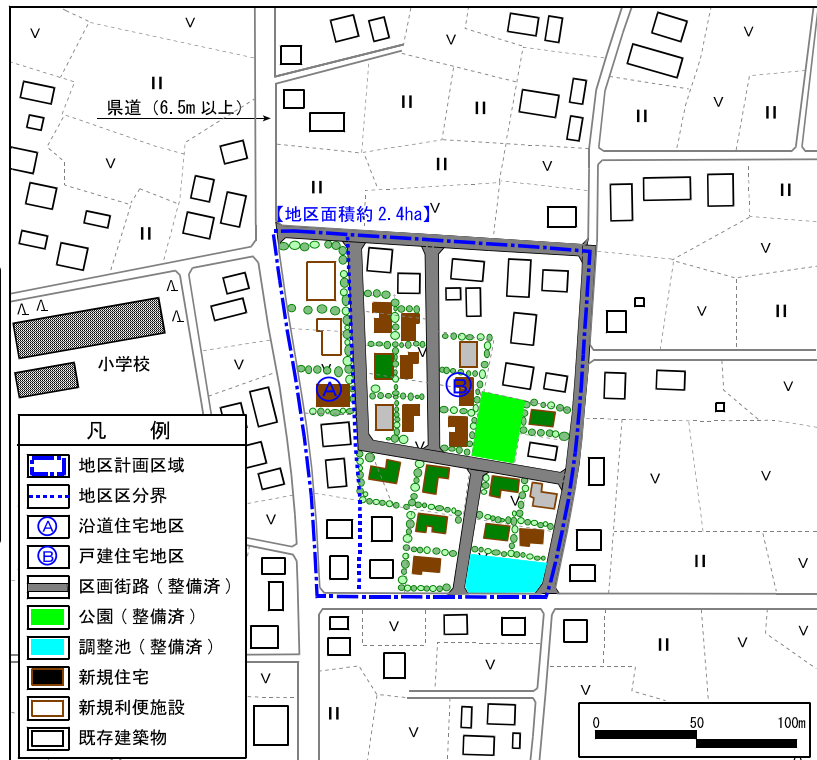 県道（6.5m以上）
【地区面積約2.4ha】
小学校
Ⓐ
Ⓑ
凡　例
地区計画区域
地区区分界
Ⓐ 沿道住宅地区
Ⓑ 戸建住宅地区
区画街路（整備済）
公園（整備済）
調整池（整備済）
新規住宅
新規利便施設
既存建築物
0 50 100m